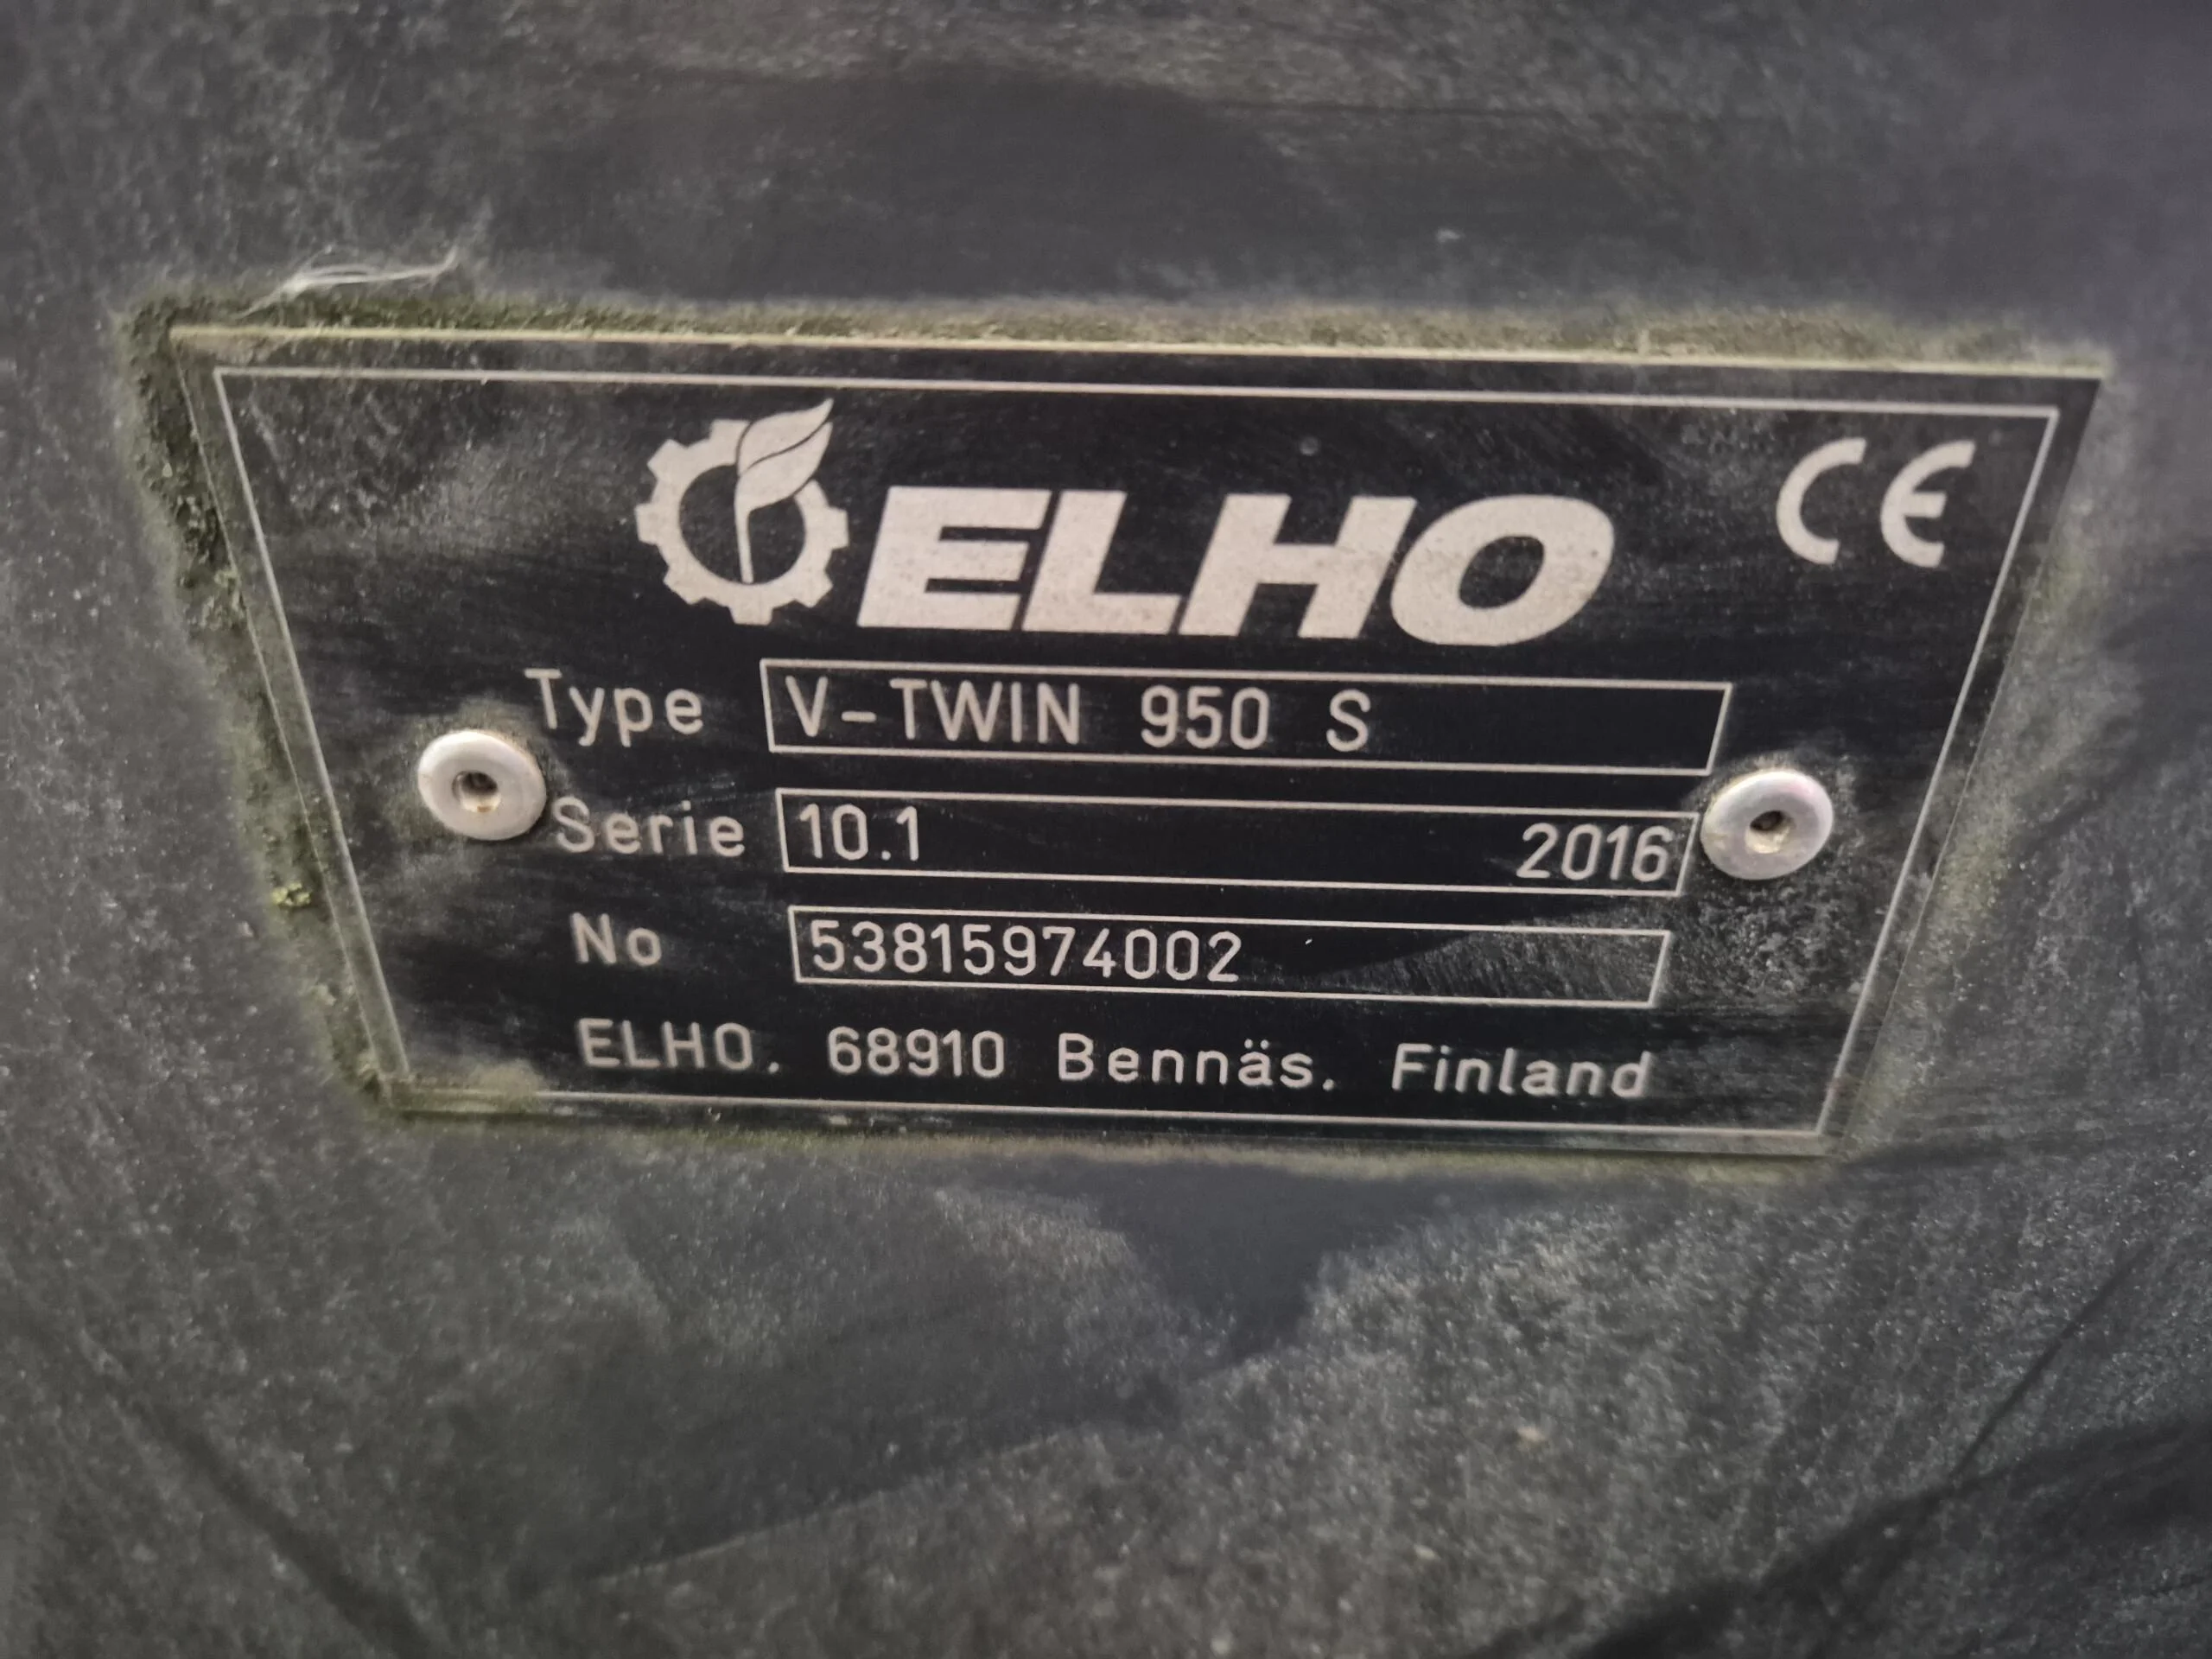 ELHO
CE
Type V-TWIN 950 S
Serie 10.1 2016
No 53815974002
ELHO, 68910 Bennäs, Finland